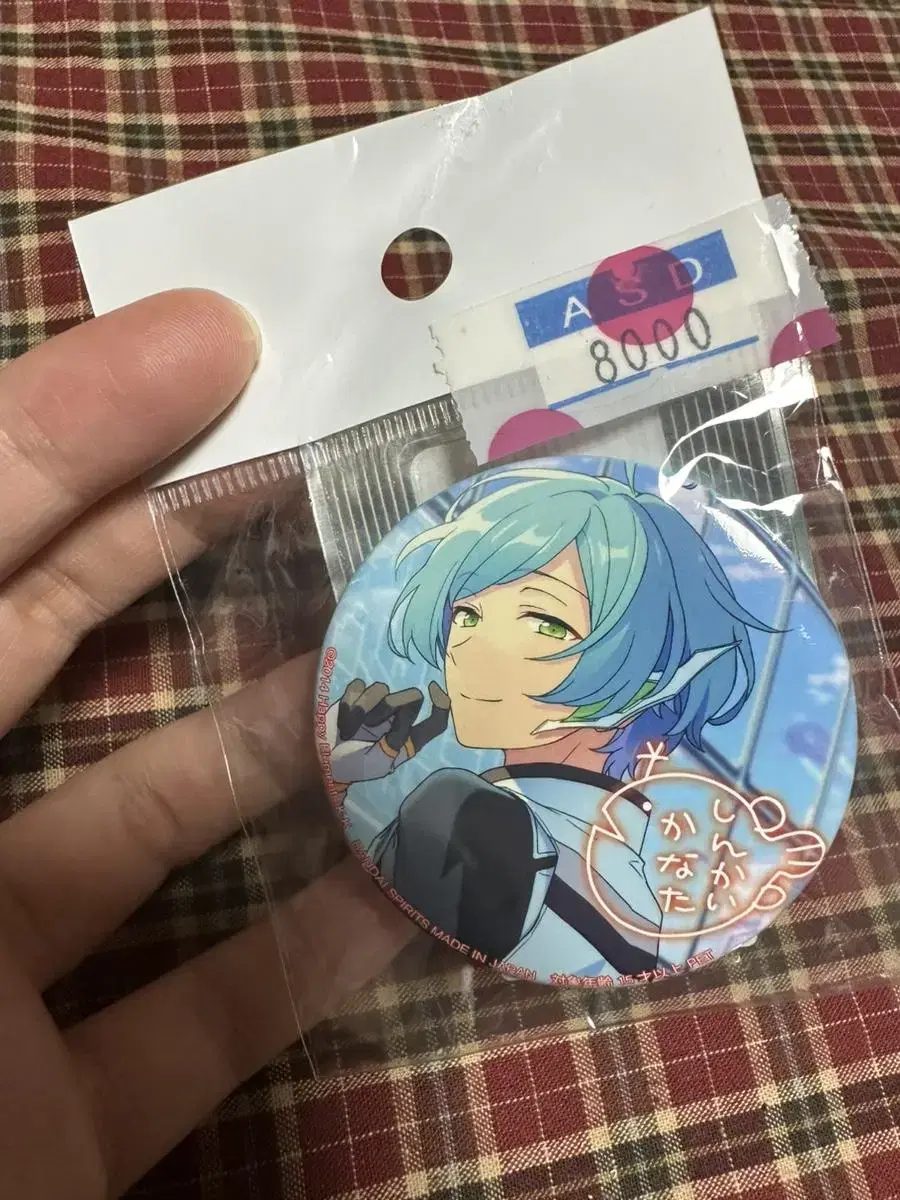 ASD
8000
しんかい
かなた
©2014 Happy Elements K.K
BANDAI SPIRITS MADE IN JAPAN 対象年齢 15才以上 PET